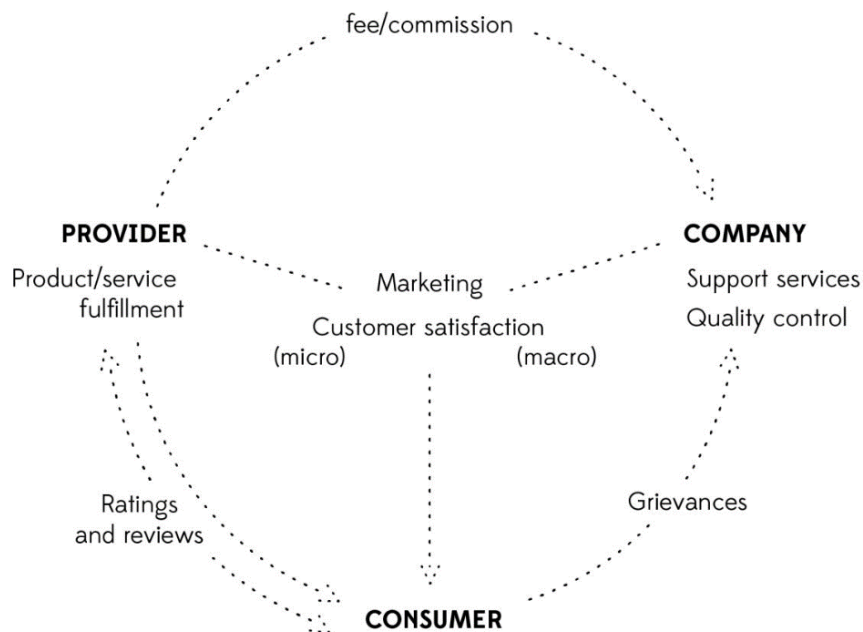 fee/commission
PROVIDER
COMPANY
Product/service
fulfillment
Marketing
Support services
Customer satisfaction
Quality control
(micro)
(macro)
Ratings
and reviews
Grievances
CONSUMER